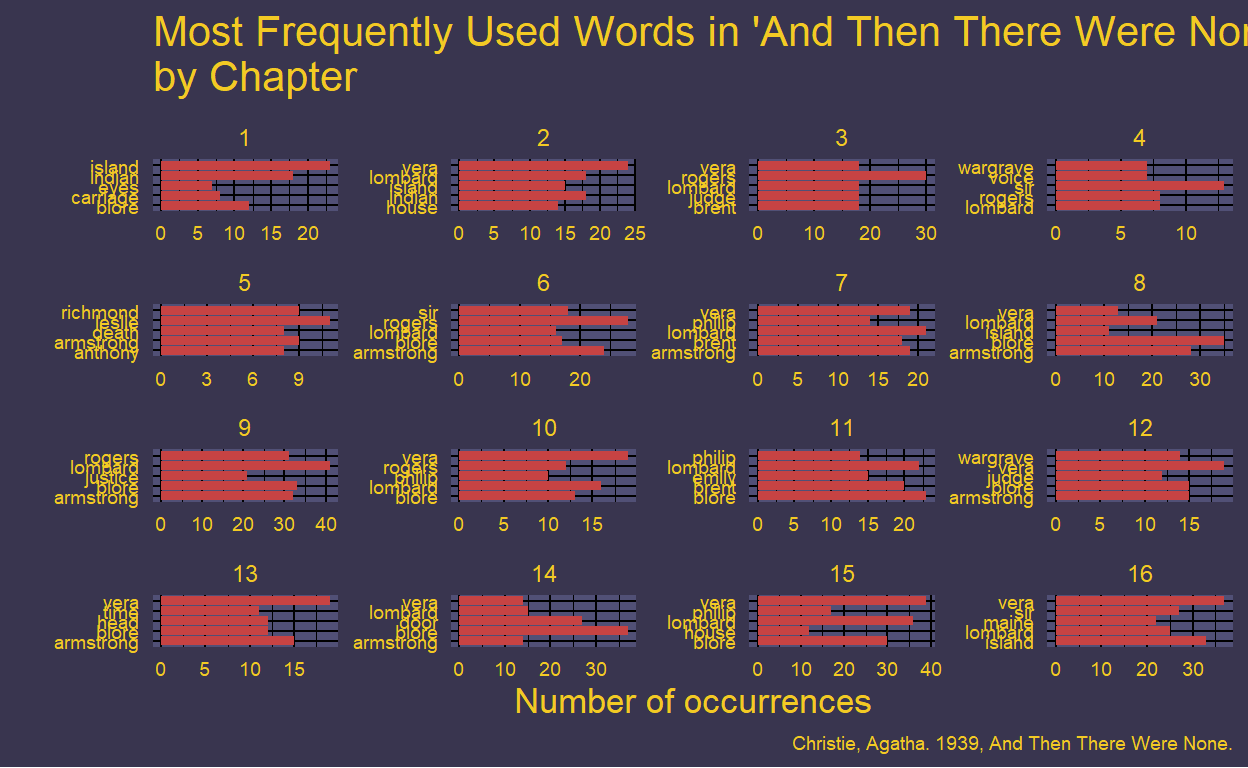 Most Frequently Used Words in 'And Then There Were Nor
by Chapter
1
island
indian
eyes
carriage
blore
0 5 10 15 20
2
vera
lombard
island
indian
house
0 5 10 15 20 25
3
vera
rogers
lombard
judge
brent
0 10 20 30
4
wargrave
voice
sir
rogers
lombard
0 5 10
5
richmond
leslie
death
armstrong
anthony
0 3 6 9
6
sir
rogers
lombard
blore
armstrong
0 10 20
7
vera
philip
lombard
brent
armstrong
0 5 10 15 20
8
vera
lombard
island
blore
armstrong
0 10 20 30
9
rogers
lombard
justice
blore
armstrong
0 10 20 30 40
10
vera
rogers
philip
lombard
blore
0 5 10 15
11
philip
lombard
emily
brent
blore
0 5 10 15 20
12
wargrave
vera
judge
blore
armstrong
0 5 10 15
13
vera
time
head
blore
armstrong
0 5 10 15
14
vera
lombard
door
blore
armstrong
0 10 20 30
15
vera
philip
lombard
house
blore
0 10 20 30 40
16
vera
sir
maine
lombard
island
0 10 20 30
Number of occurrences
Christie, Agatha. 1939, And Then There Were None.